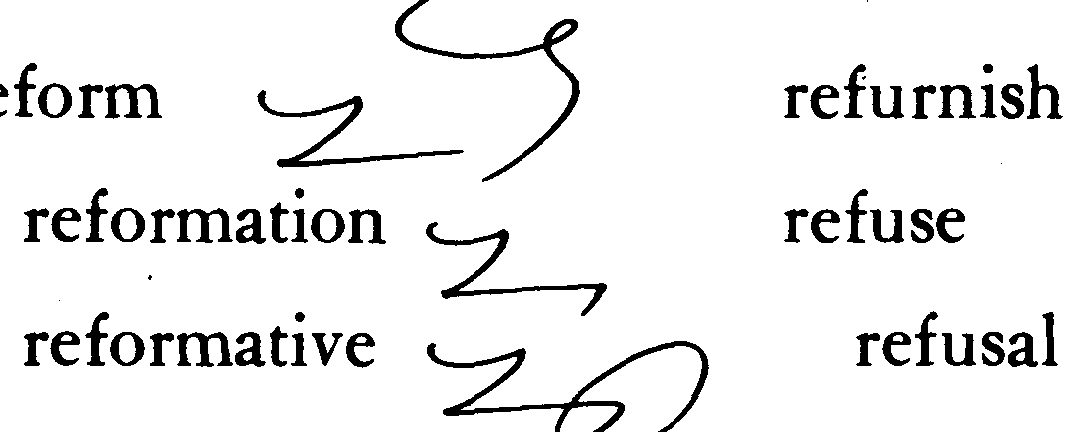 eform refurnish
reformation refuse
reformative refusal